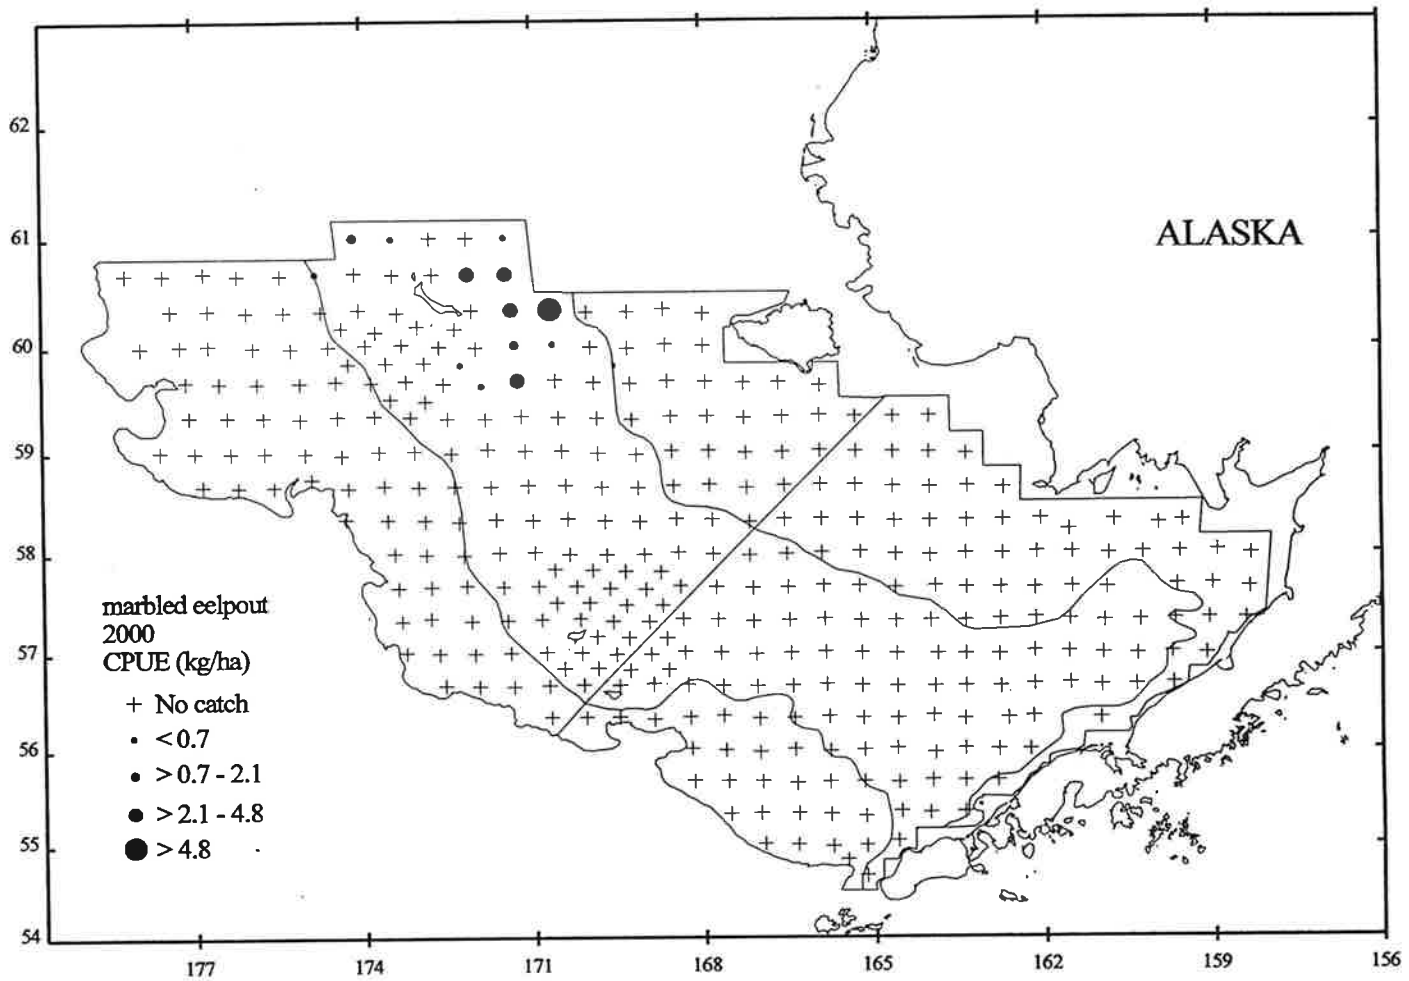 62
61
60
59
58
57
56
55
54
ALASKA
marbled eelpout
2000
CPUE (kg/ha)
+ No catch
< 0.7
> 0.7 - 2.1
> 2.1 - 4.8
> 4.8
177 174 171 168 165 162 159 156